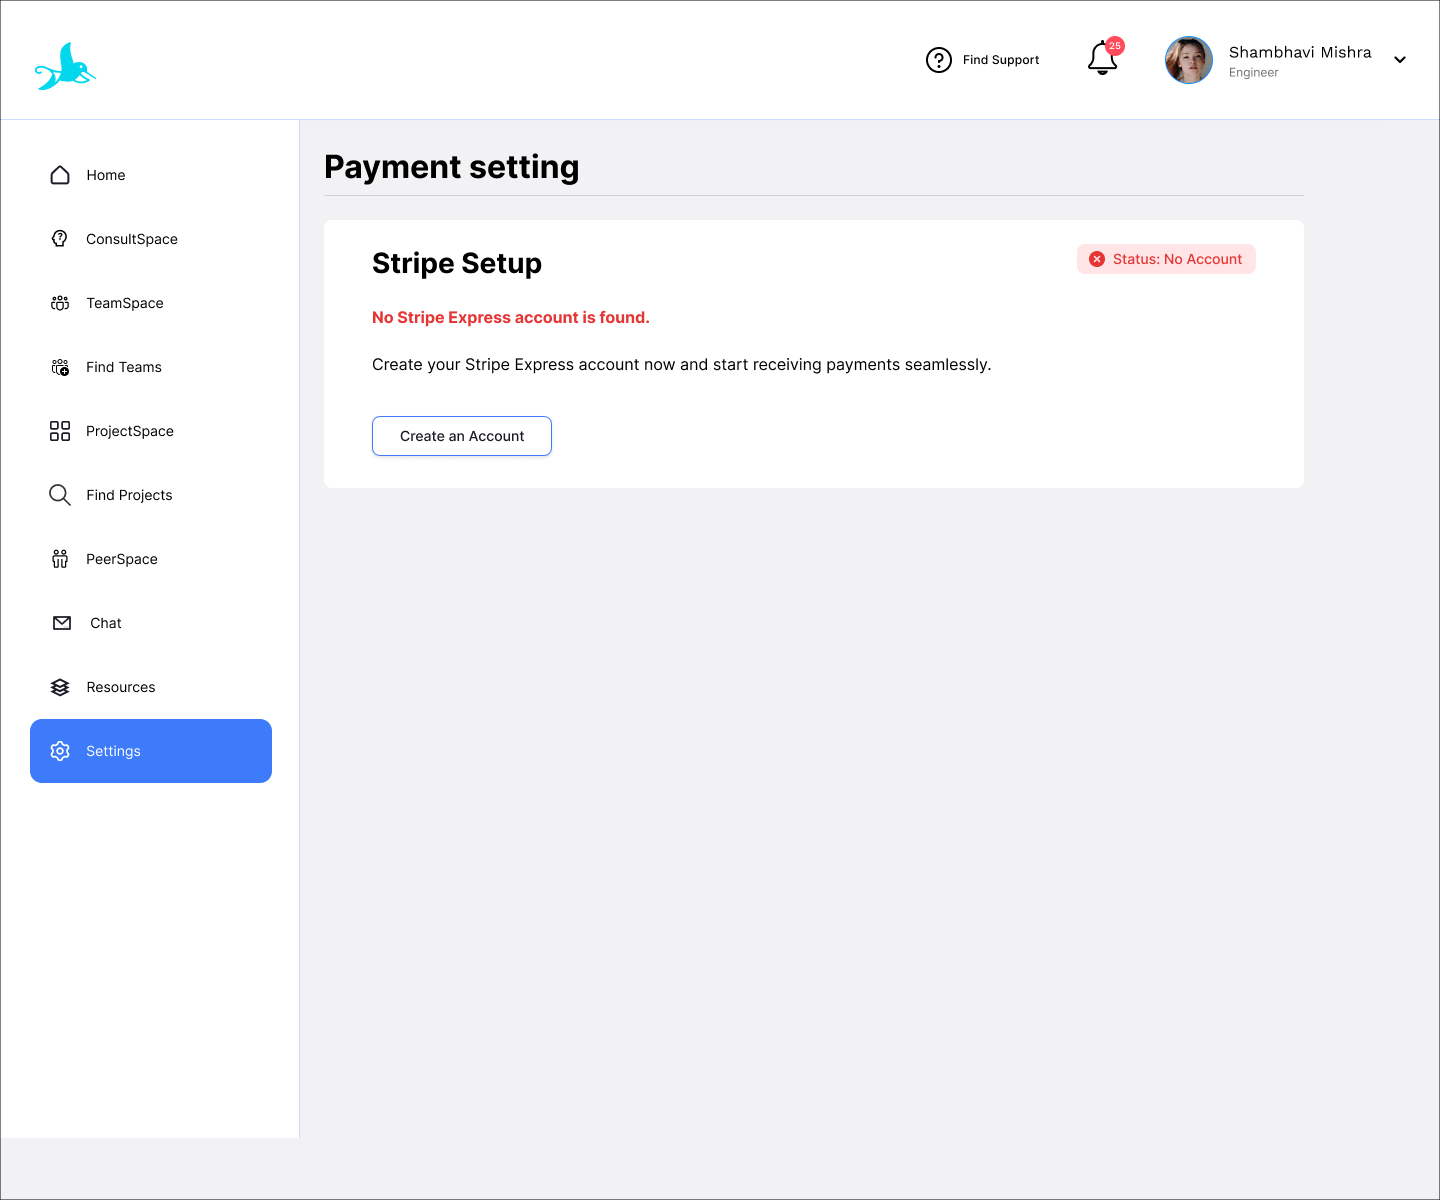 Find Support
25
Shambhavi Mishra
Engineer
Home
ConsultSpace
TeamSpace
Find Teams
ProjectSpace
Find Projects
PeerSpace
Chat
Resources
Settings
Payment setting
Stripe Setup
Status: No Account
No Stripe Express account is found.
Create your Stripe Express account now and start receiving payments seamlessly.
Create an Account